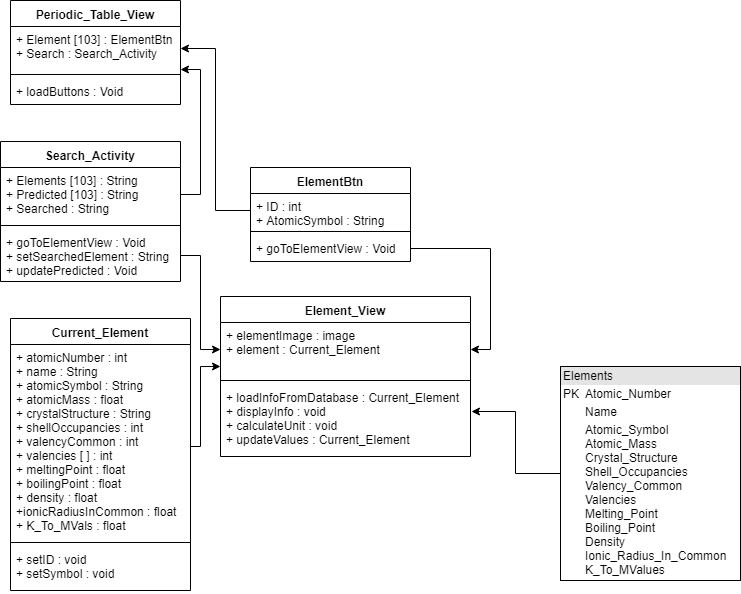 Periodic_Table_View
+ Element [103] : ElementBtn
+ Search : Search_Activity
+ loadButtons : Void
Search_Activity
+ Elements [103] : String
+ Predicted [103] : String
+ Searched : String
+ goToElementView : Void
+ setSearchedElement : String
+ updatePredicted : Void
ElementBtn
+ ID : int
+ AtomicSymbol : String
+ goToElementView : Void
Element_View
+ elementImage : image
+ element : Current_Element
+ loadInfoFromDatabase : Current_Element
+ displayInfo : void
+ calculateUnit : void
+ updateValues : Current_Element
Current_Element
+ atomicNumber : int
+ name : String
+ atomicSymbol : String
+ atomicMass : float
+ crystalStructure : String
+ shellOccupancies : int
+ valencyCommon : int
+ valencies [ ] : int
+ meltingPoint : float
+ boilingPoint : float
+ density : float
+ionicRadiusInCommon : float
+ K_To_MVals : float
+ setID : void
+ setSymbol : void
Elements
PK Atomic_Number
Name
Atomic_Symbol
Atomic_Mass
Crystal_Structure
Shell_Occupancies
Valency_Common
Valencies
Melting_Point
Boiling_Point
Density
Ionic_Radius_In_Common
K_To_MValues